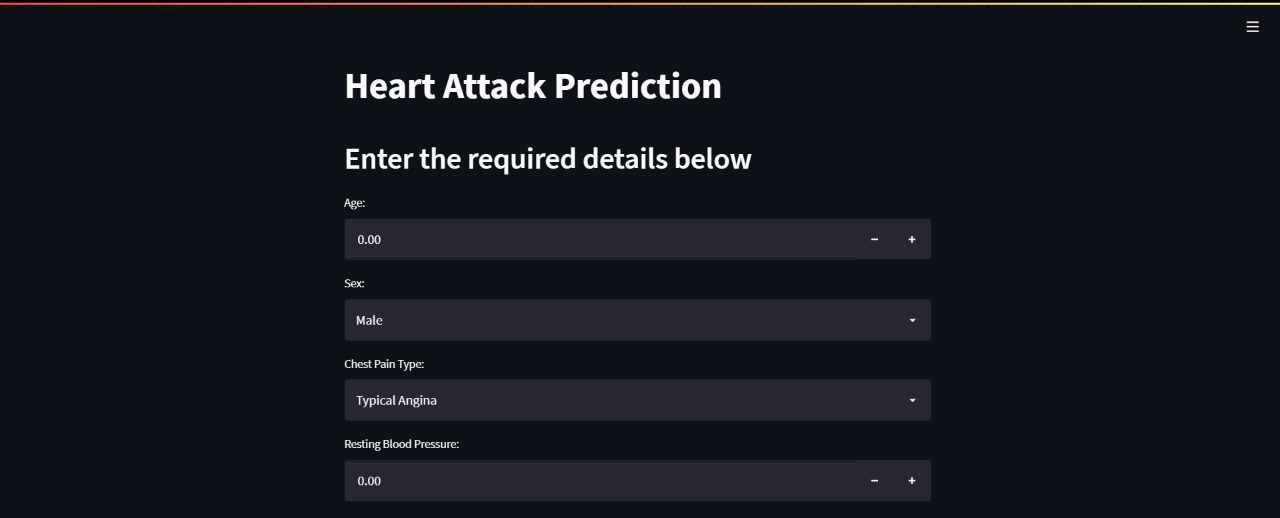 Heart Attack Prediction
Enter the required details below
Age:
0.00
Sex:
Male
Chest Pain Type:
Typical Angina
Resting Blood Pressure:
0.00